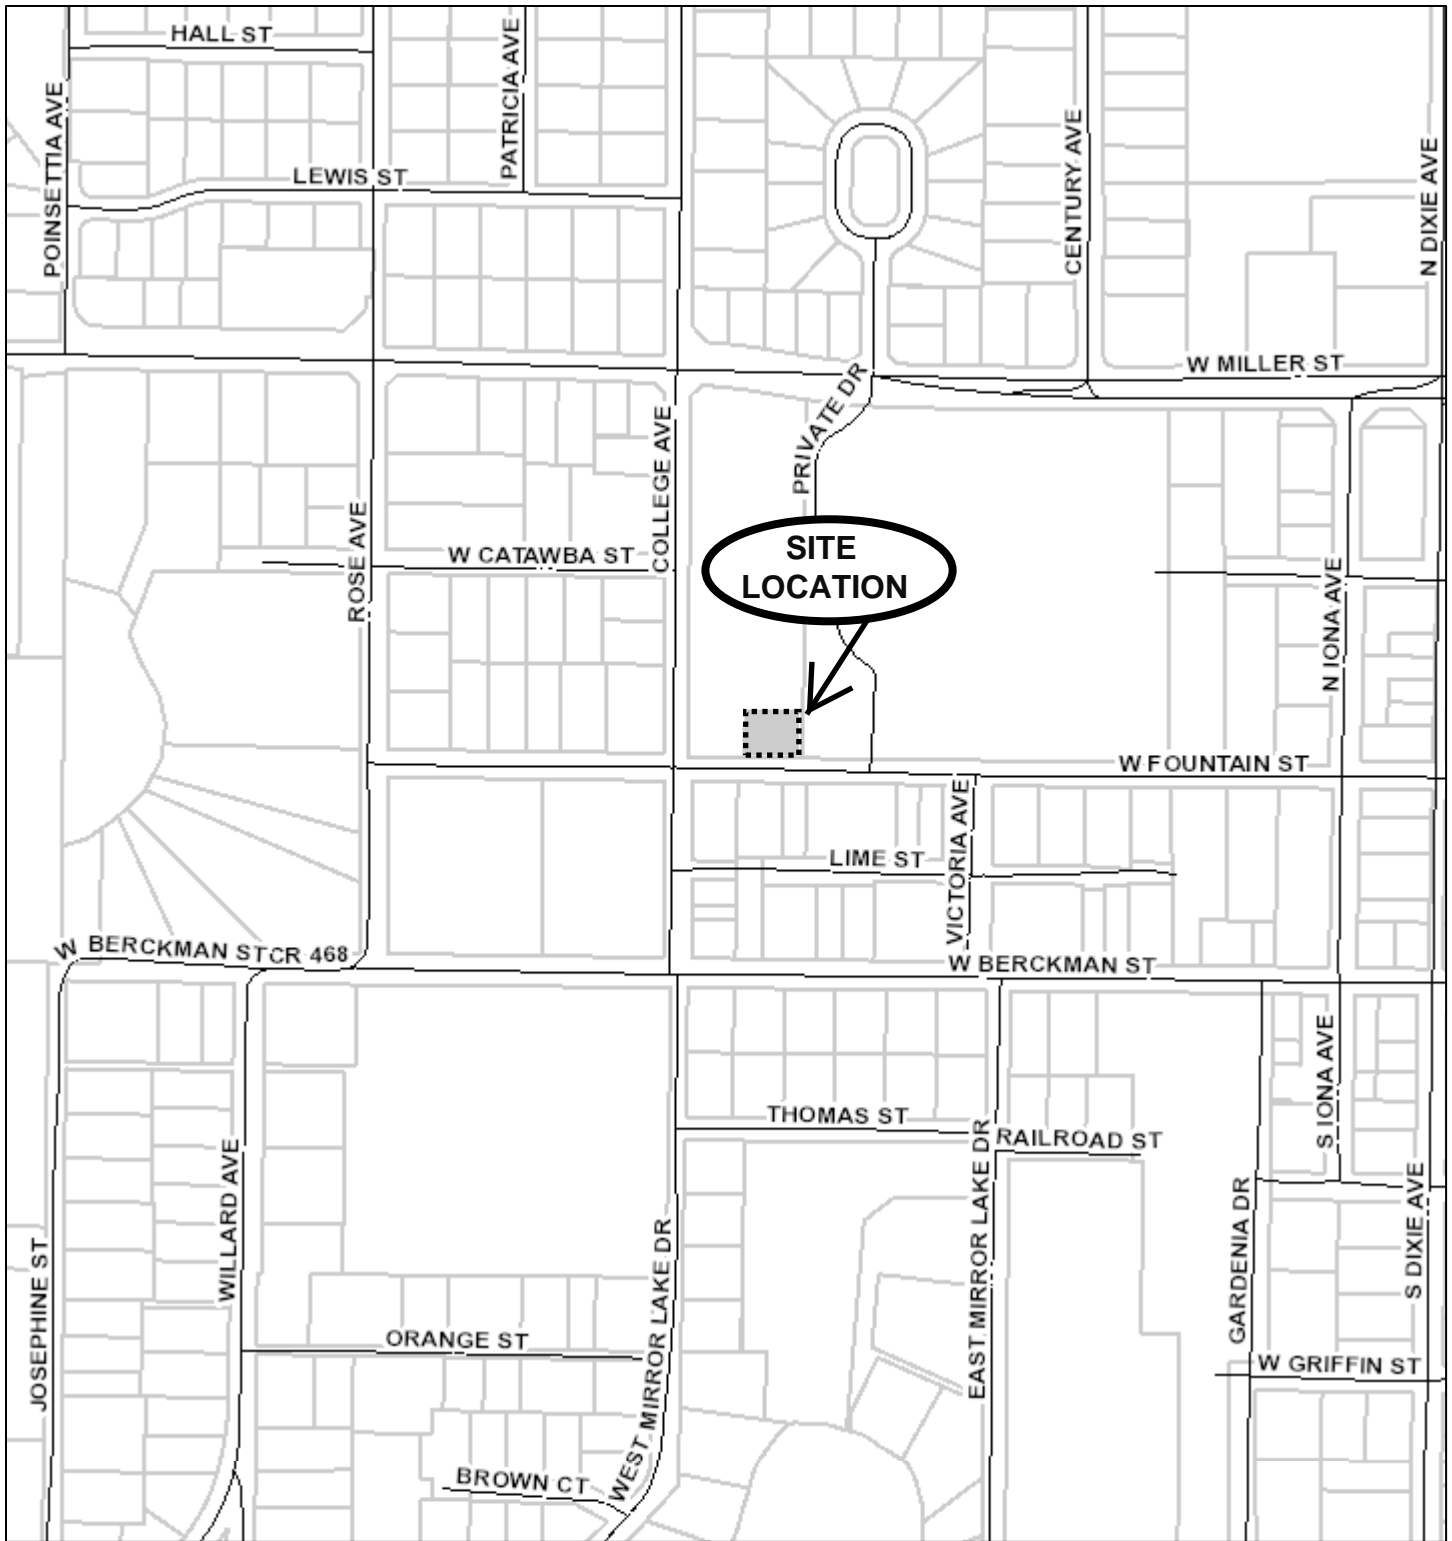 HALL ST
PATRICIA AVE
POINSETTIA AVE
CENTURY AVE
N DIXIE AVE
LEWIS ST
W MILLER ST
PRIVATE DR
COLLEGE AVE
ROSE AVE
W CATAWBA ST
SITE
LOCATION
N IONA AVE
W FOUNTAIN ST
VICTORIA AVE
LIME ST
W BERCKMAN ST
CR 468
W BERCKMAN ST
S IONA AVE
THOMAS ST
RAILROAD ST
WILLARD AVE
JOSEPHINE ST
WEST MIRROR LAKE DR
EAST MIRROR LAKE DR
GARDENIA DR
S DIXIE AVE
ORANGE ST
W GRIFFIN ST
BROWN CT